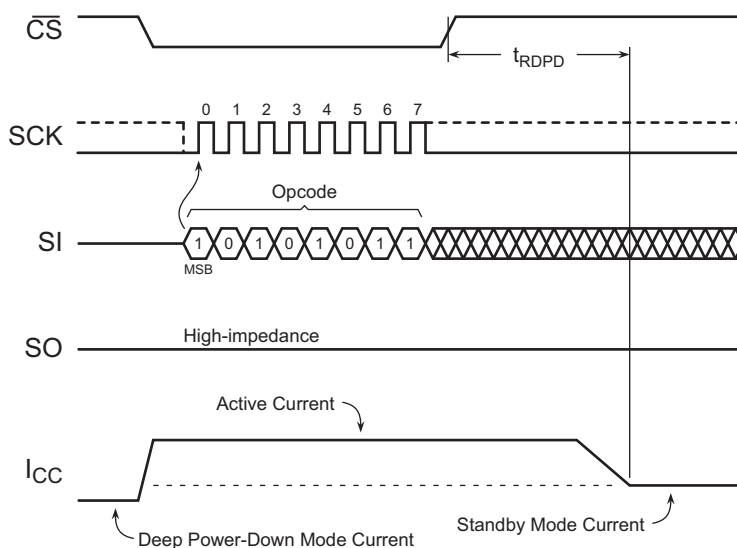 CS
tRDPD
SCK
0 1 2 3 4 5 6 7
Opcode
SI
1 0 1 0 1 0 1 1
MSB
SO
High-impedance
Active Current
ICC
Deep Power-Down Mode Current
Standby Mode Current